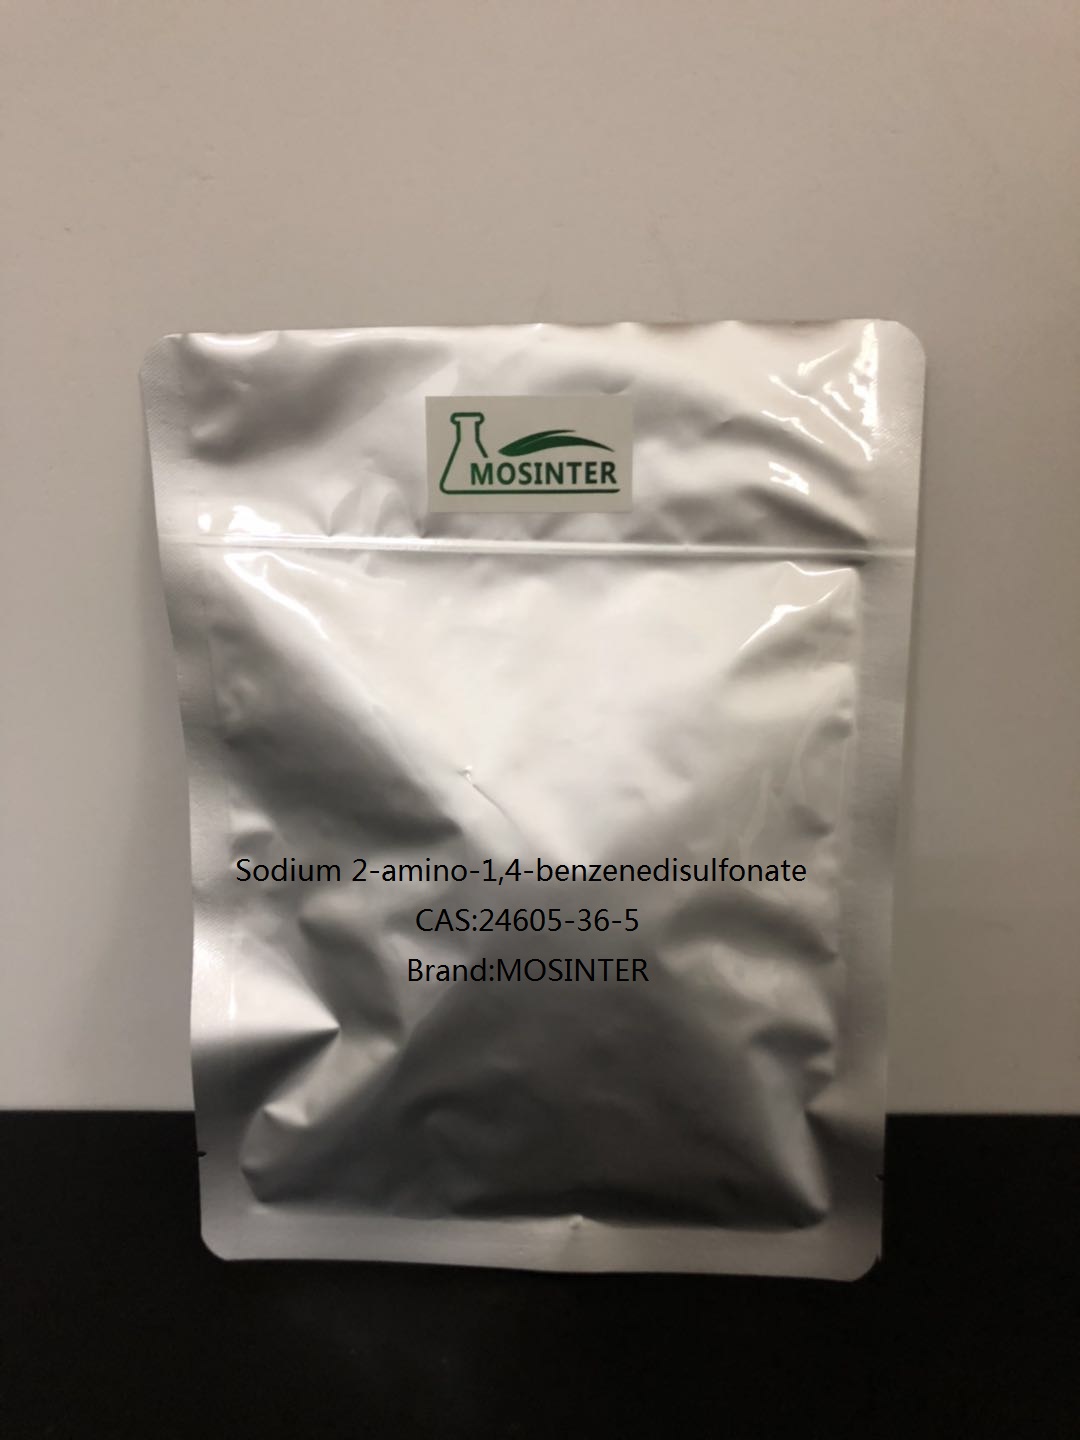 MOSINTER
Sodium 2-amino-1,4-benzenedisulfonate
CAS:24605-36-5
Brand:MOSINTER